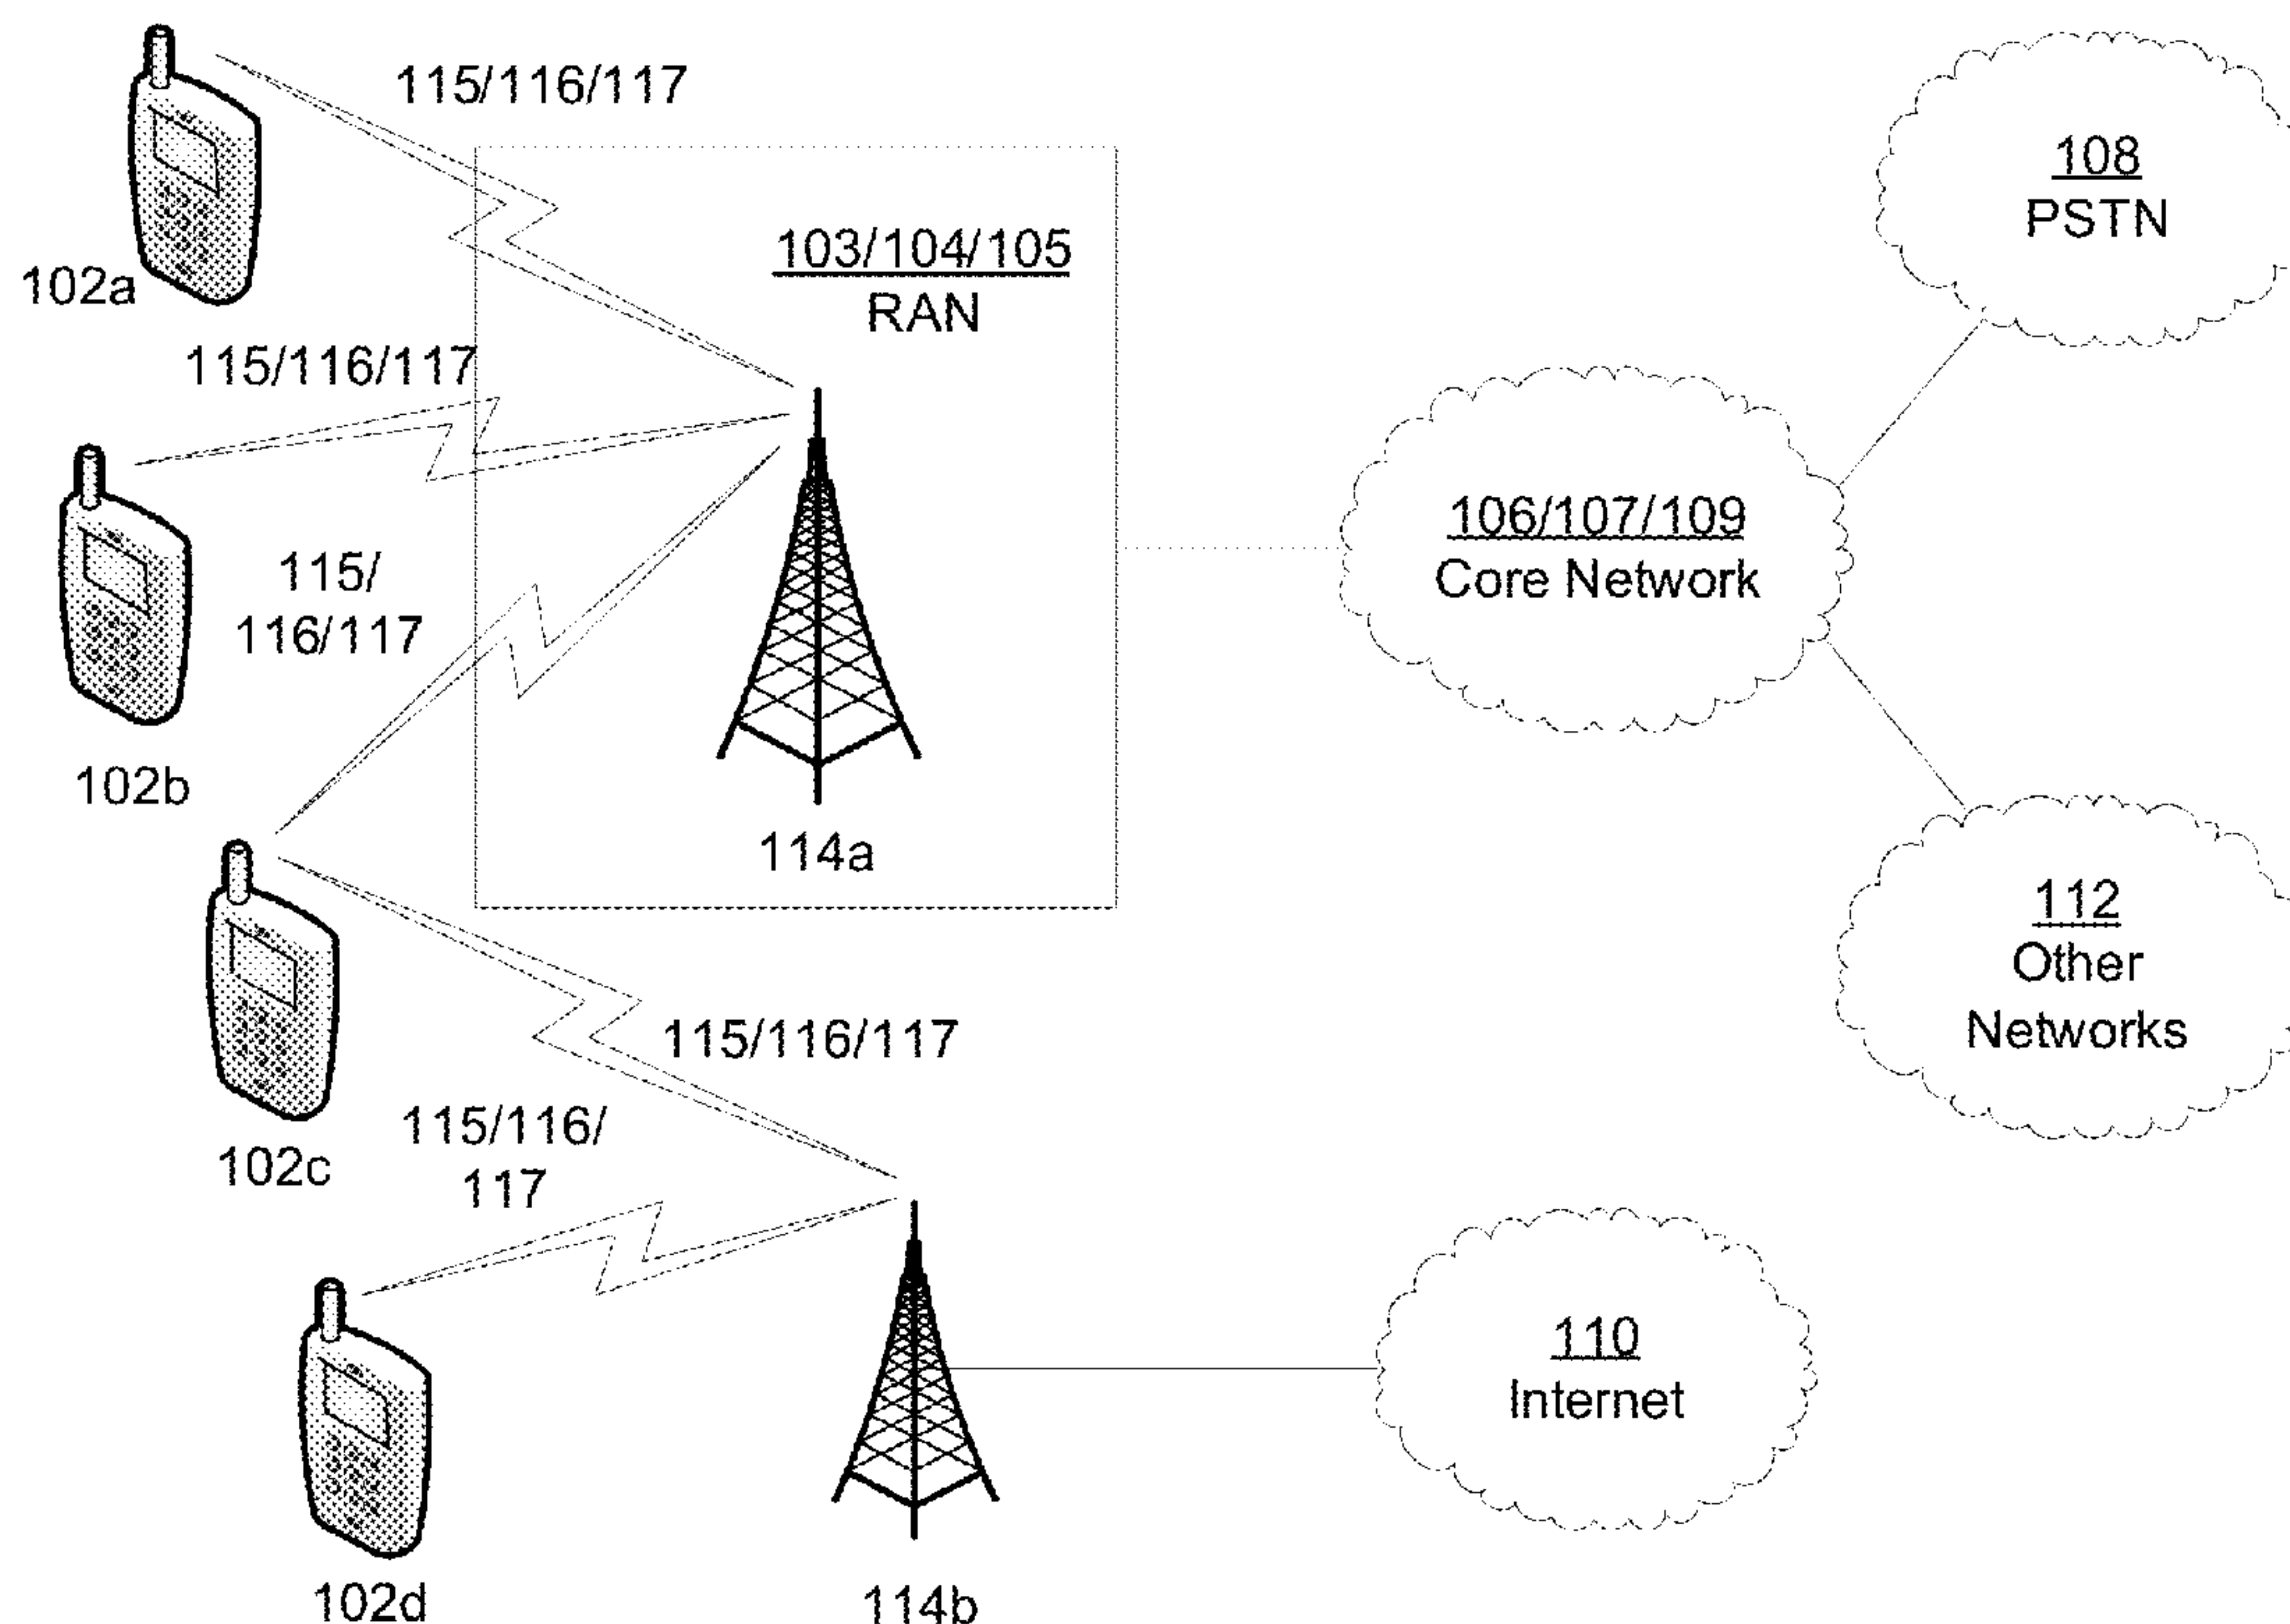 115/116/117
108
PSTN
103/104/105
RAN
102a
115/116/117
106/107/109
Core Network
115/
116/117
102b
114a
112
Other
Networks
115/116/117
115/116/
117
102c
110
Internet
102d
114b